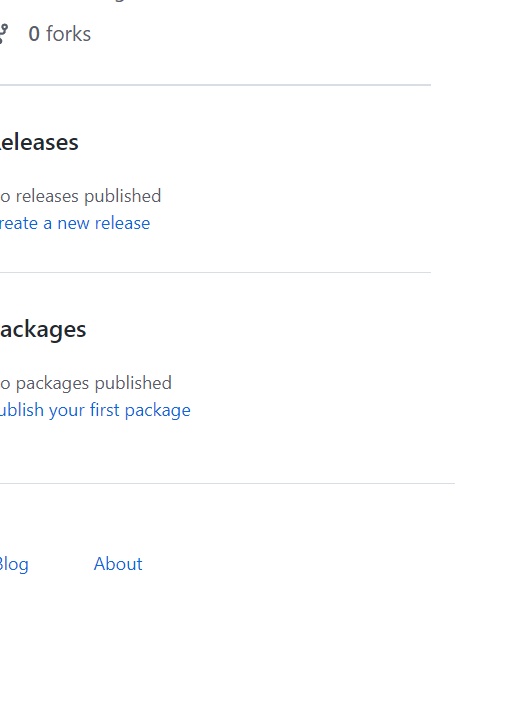 0 forks
eleases
o releases published
reate a new release
ackages
o packages published
ublish your first package
Blog About